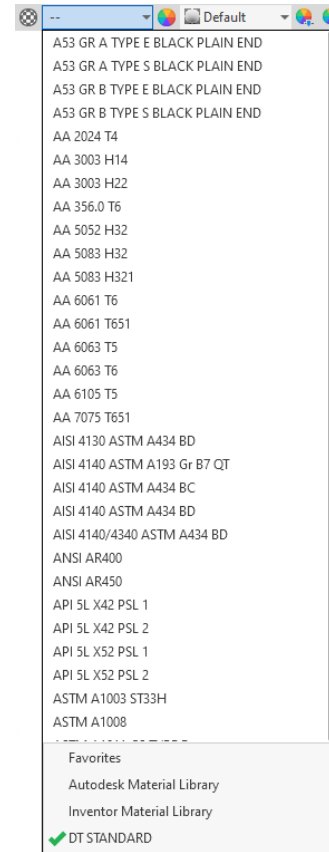 -- Default
A53 GR A TYPE E BLACK PLAIN END
A53 GR A TYPE S BLACK PLAIN END
A53 GR B TYPE E BLACK PLAIN END
A53 GR B TYPE S BLACK PLAIN END
AA 2024 T4
AA 3003 H14
AA 3003 H22
AA 356.0 T6
AA 5052 H32
AA 5083 H32
AA 5083 H321
AA 6061 T6
AA 6061 T651
AA 6063 T5
AA 6063 T6
AA 6105 T5
AA 7075 T651
AISI 4130 ASTM A434 BD
AISI 4140 ASTM A193 Gr B7 QT
AISI 4140 ASTM A434 BC
AISI 4140 ASTM A434 BD
AISI 4140/4340 ASTM A434 BD
ANSI AR400
ANSI AR450
API 5L X42 PSL 1
API 5L X42 PSL 2
API 5L X52 PSL 1
API 5L X52 PSL 2
ASTM A1003 ST33H
ASTM A1008
Favorites
Autodesk Material Library
Inventor Material Library
DT STANDARD